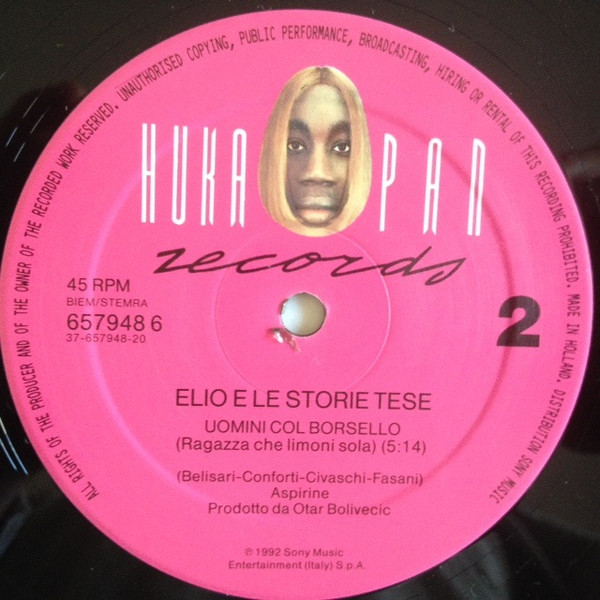 ALL RIGHTS OF THE PRODUCER AND OF THE OWNER OF THE RECORDED WORK RESERVED. UNAUTHORISED COPYING, PUBLIC PERFORMANCE, BROADCASTING, HIRING OR RENTAL OF THIS RECORDING PROHIBITED. MADE IN HOLLAND. DISTRIBUTION SONY MUSIC
HUKA PAN
records
45 RPM
BIEM/STEMRA
657948 6
37-657948-20
2
ELIO E LE STORIE TESE
UOMINI COL BORSELLO
(Ragazza che limoni sola) (5:14)
(Belisari-Conforti-Civaschi-Fasani)
Aspirine
Prodotto da Otar Bolivecic
℗ 1992 Sony Music
Entertainment (Italy) S.p.A.